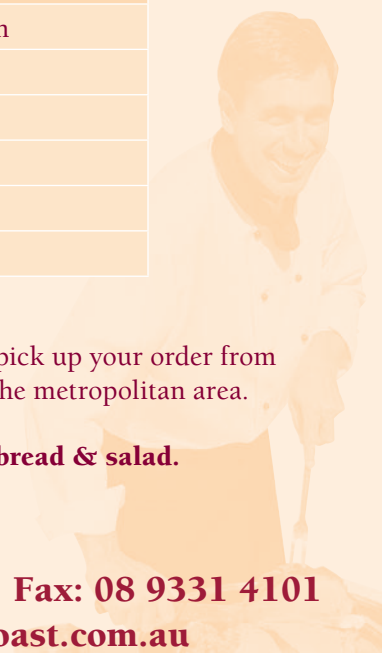 n
pick up your order from
he metropolitan area.
bread & salad.
Fax: 08 9331 4101
oast.com.au